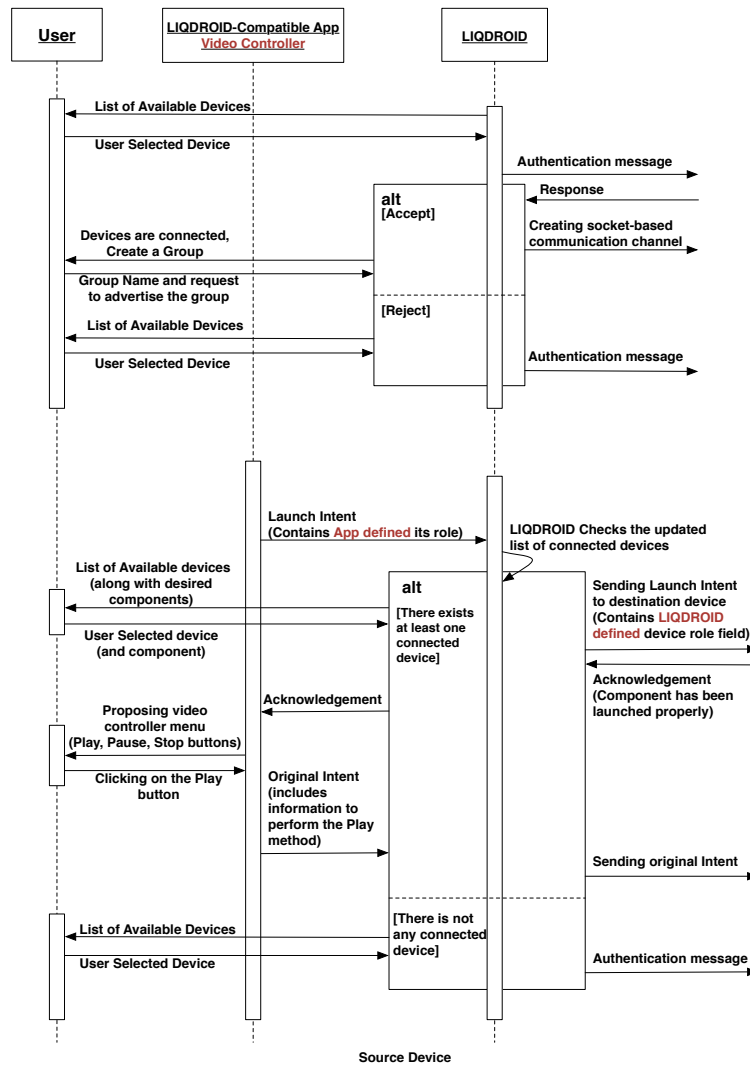 User
LIQDROID-Compatible App
Video Controller
LIQDROID
List of Available Devices
User Selected Device
Authentication message
alt
[Accept]
Response
Creating socket-based
communication channel
Devices are connected,
Create a Group
Group Name and request
to advertise the group
[Reject]
List of Available Devices
User Selected Device
Authentication message
Launch Intent
(Contains App defined its role)
LIQDROID Checks the updated
list of connected devices
List of Available devices
(along with desired
components)
alt
[There exists
at least one
connected
device]
Sending Launch Intent
to destination device
(Contains LIQDROID
defined device role field)
User Selected device
(and component)
Acknowledgement
(Component has been
launched properly)
Acknowledgement
Proposing video
controller menu
(Play, Pause, Stop buttons)
Clicking on the Play
button
Original Intent
(includes
information to
perform the Play
method)
Sending original Intent
List of Available Devices
[There is not
any connected
device]
User Selected Device
Authentication message
Source Device